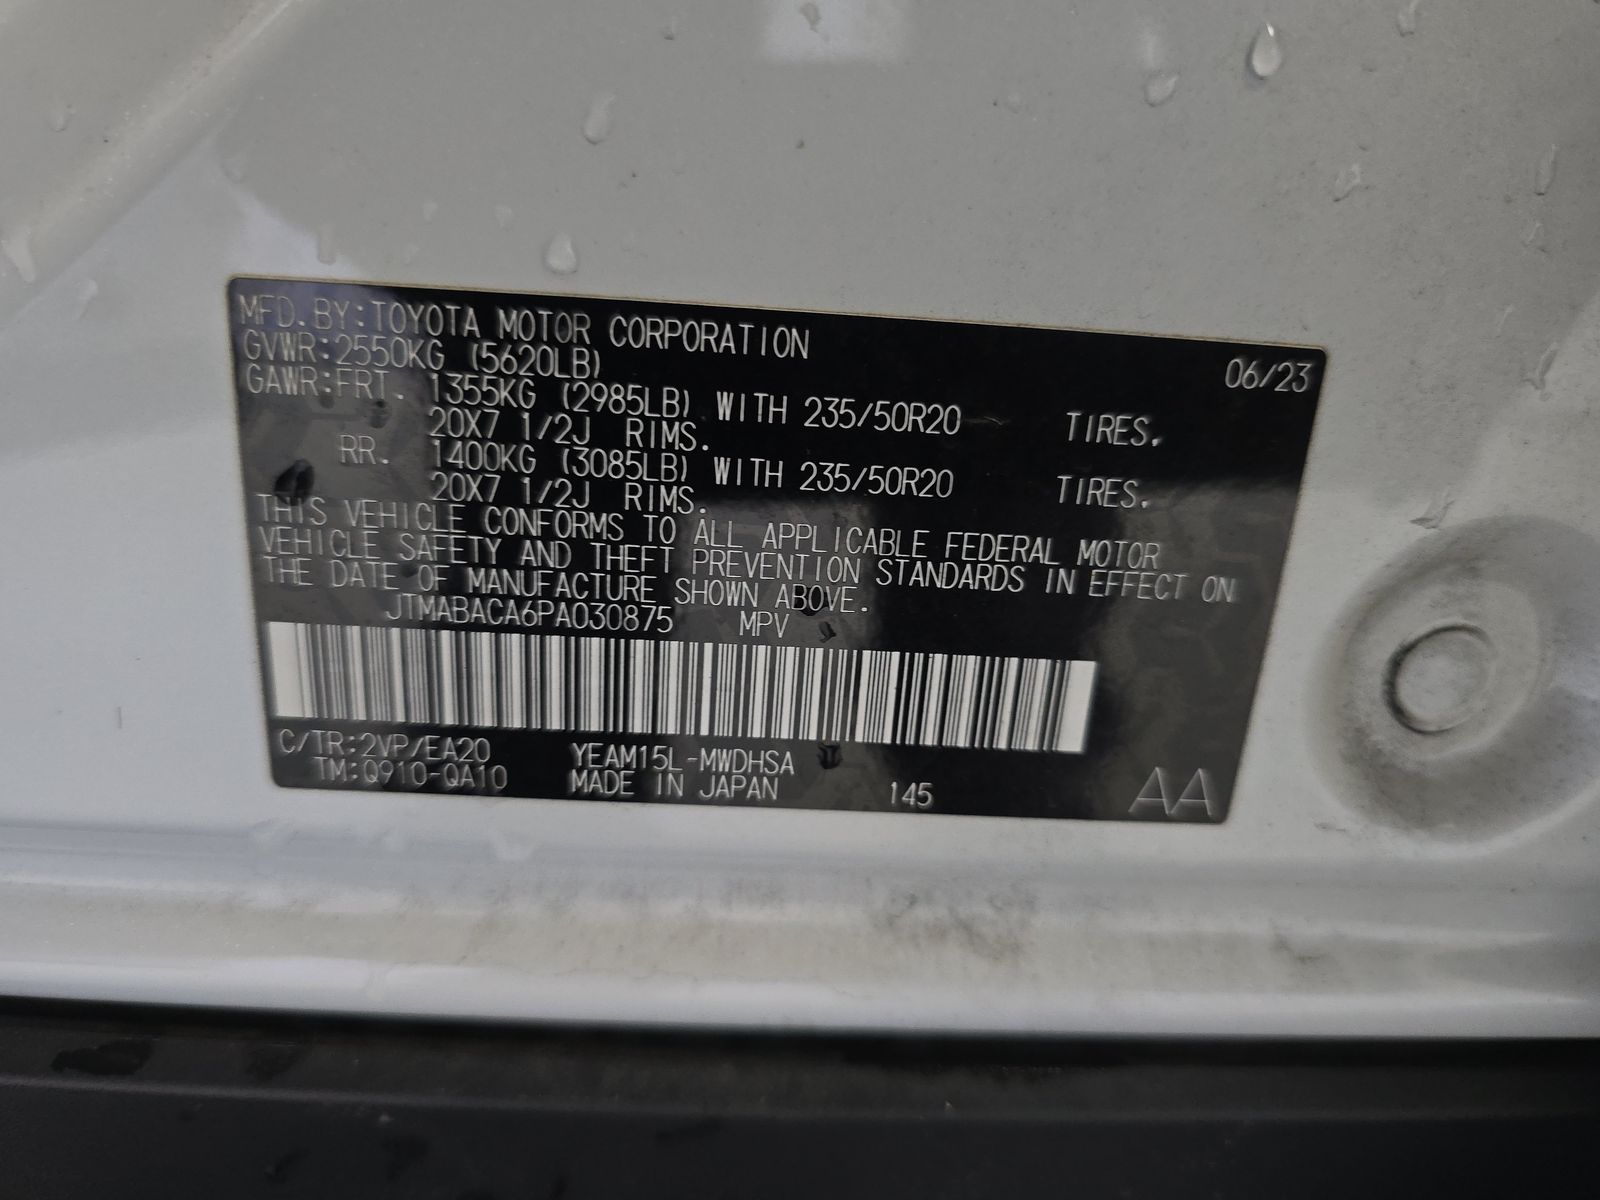 MFD. BY: TOYOTA MOTOR CORPORATION 06/23
GVWR: 2550KG (5620LB)
GAWR: FRT. 1355KG (2985LB) WITH 235/50R20 TIRES.
20X7 1/2J RIMS.
RR. 1400KG (3085LB) WITH 235/50R20 TIRES.
20X7 1/2J RIMS.
THIS VEHICLE CONFORMS TO ALL APPLICABLE FEDERAL MOTOR
VEHICLE SAFETY AND THEFT PREVENTION STANDARDS IN EFFECT ON
THE DATE OF MANUFACTURE SHOWN ABOVE.
JTMABACA6PA030875 MPV
C/TR: 2VP/EA20 YEAM15L-MWDHSA
TM: Q910-QA10 MADE IN JAPAN 145 AA